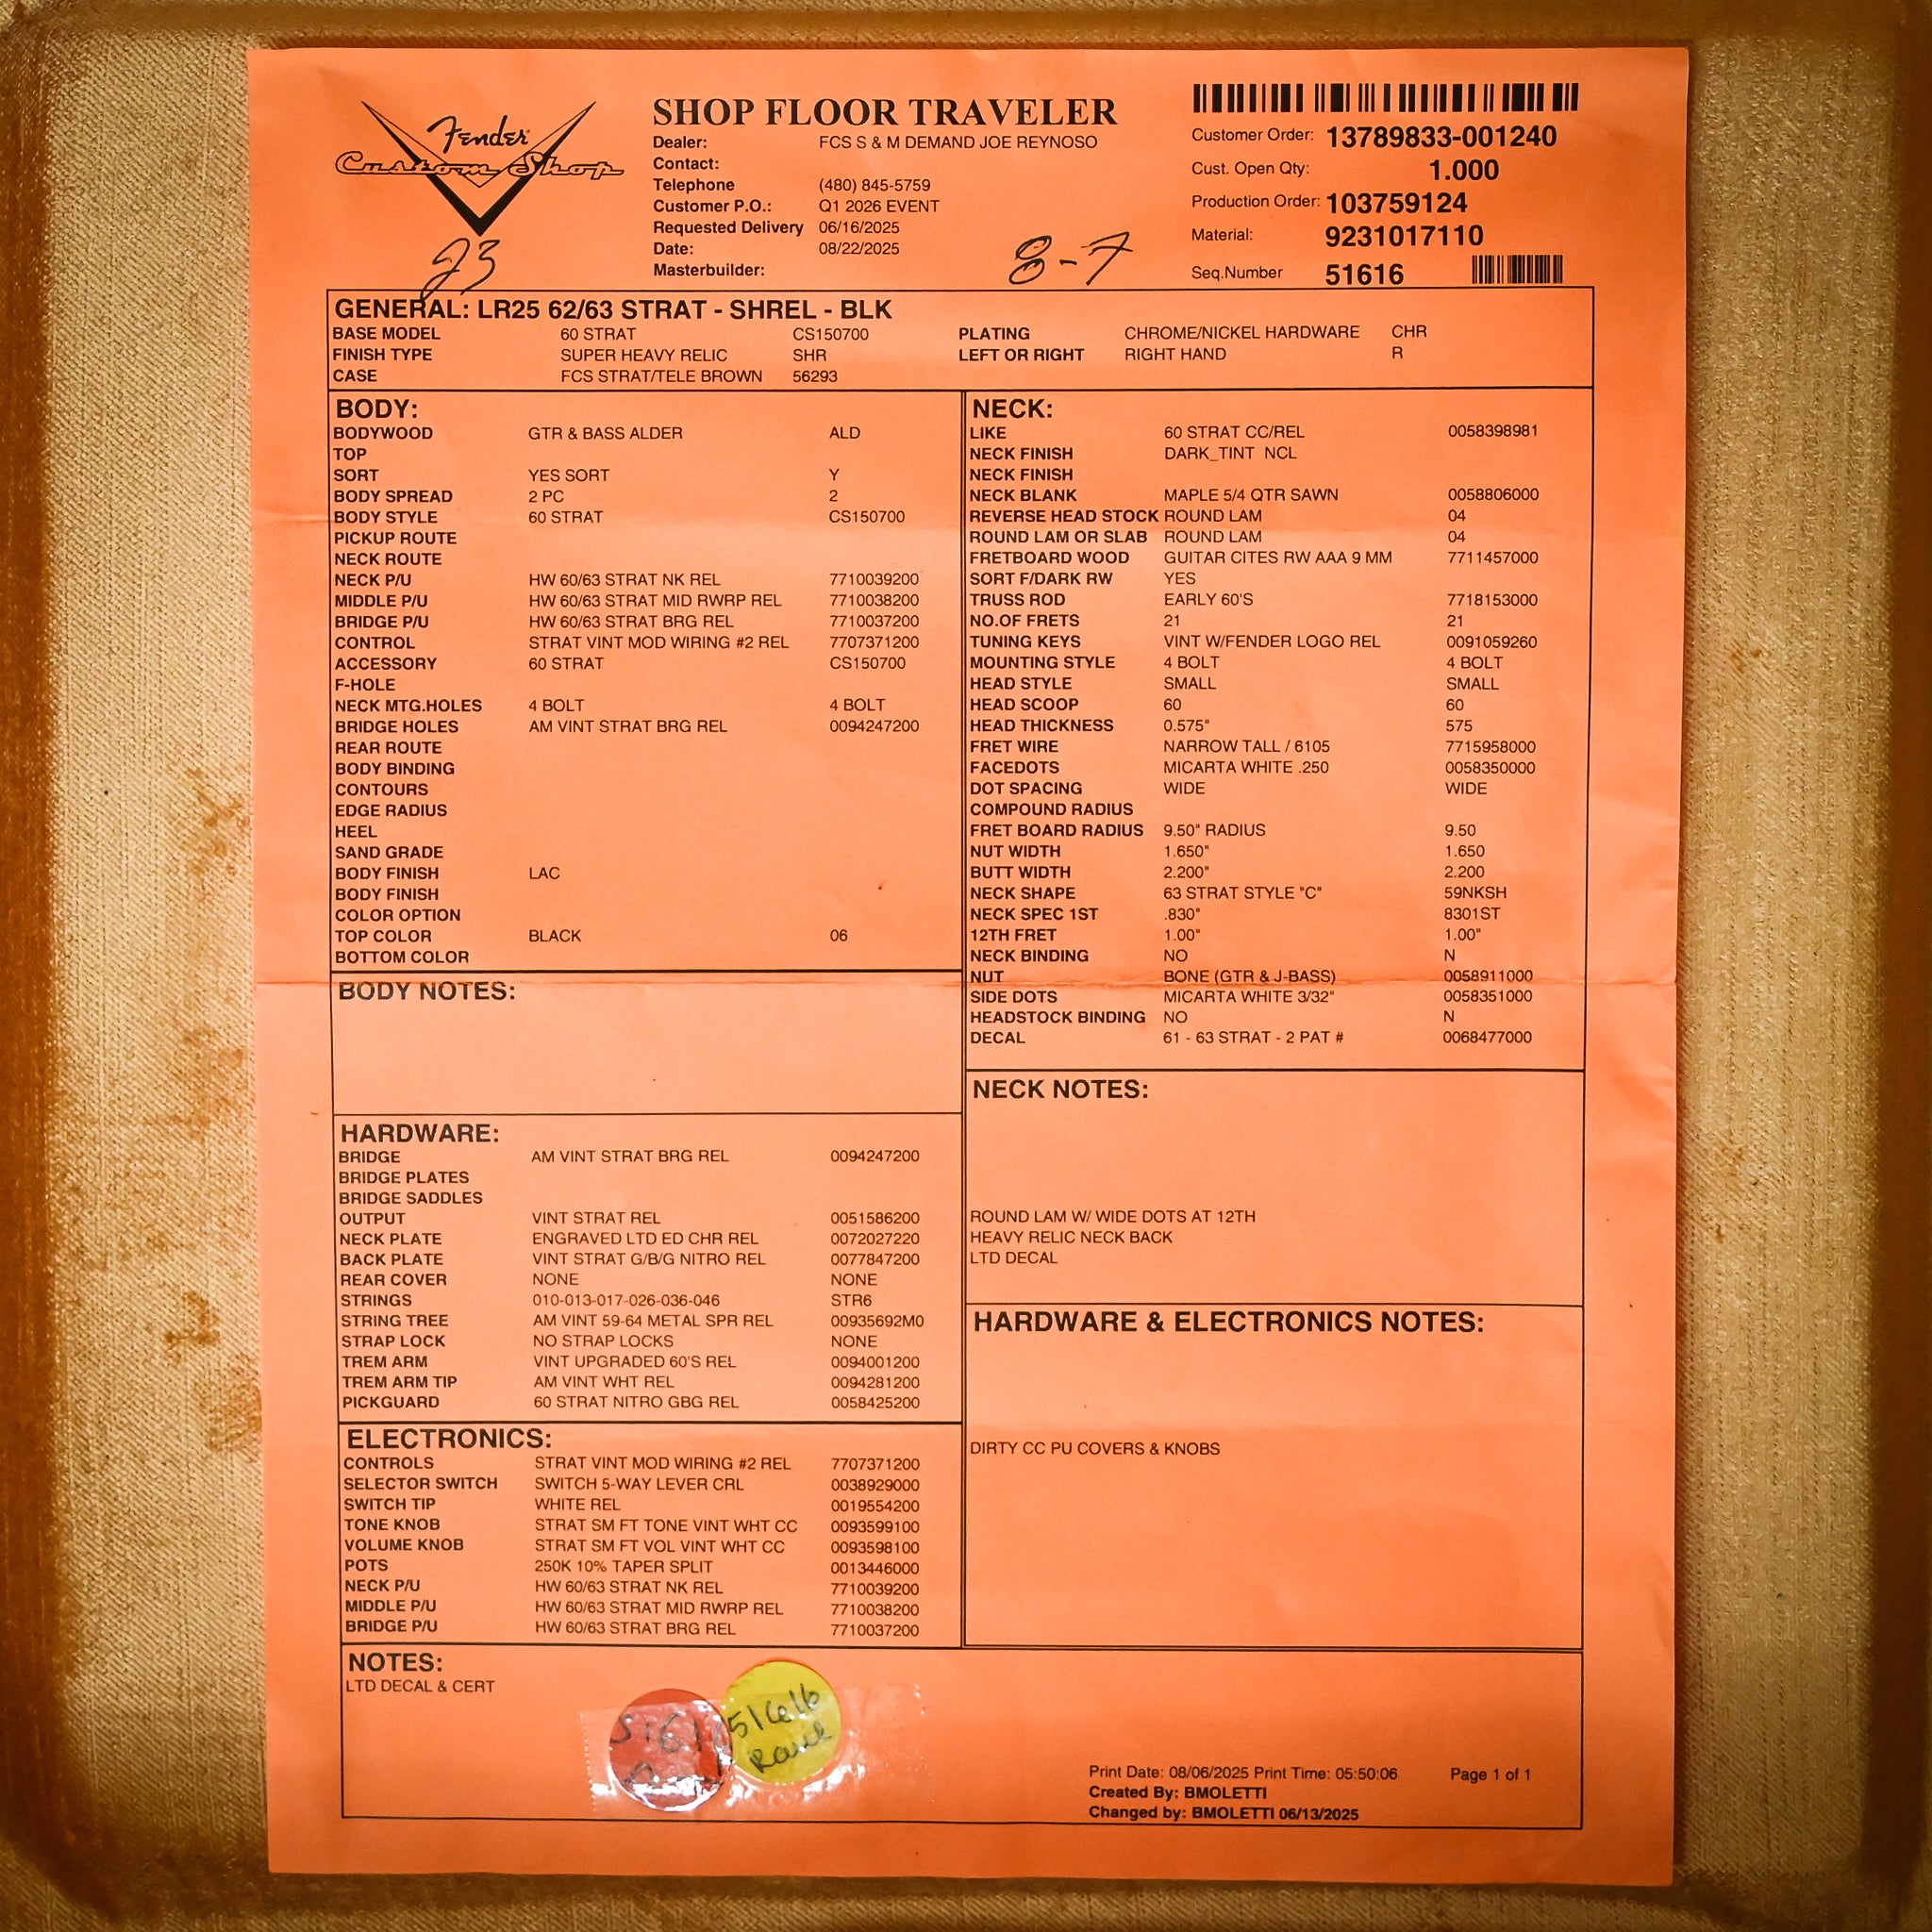 Fender
Custom Shop
SHOP FLOOR TRAVELER
Dealer: FCS S & M DEMAND JOE REYNOSO
Contact:
Telephone (480) 845-5759
Customer P.O.: Q1 2026 EVENT
Requested Delivery 06/16/2025
Date: 08/22/2025
Masterbuilder:
Customer Order: 13789833-001240
Cust. Open Qty: 1.000
Production Order: 103759124
Material: 9231017110
Seq.Number 51616
23
8-7
GENERAL: LR25 62/63 STRAT - SHREL - BLK
BASE MODEL 60 STRAT CS150700 PLATING CHROME/NICKEL HARDWARE CHR
FINISH TYPE SUPER HEAVY RELIC SHR LEFT OR RIGHT RIGHT HAND R
CASE FCS STRAT/TELE BROWN 56293
BODY:
BODYWOOD GTR & BASS ALDER ALD
TOP
SORT YES SORT Y
BODY SPREAD 2 PC 2
BODY STYLE 60 STRAT CS150700
PICKUP ROUTE
NECK ROUTE
NECK P/U HW 60/63 STRAT NK REL 7710039200
MIDDLE P/U HW 60/63 STRAT MID RWRP REL 7710038200
BRIDGE P/U HW 60/63 STRAT BRG REL 7710037200
CONTROL STRAT VINT MOD WIRING #2 REL 7707371200
ACCESSORY 60 STRAT CS150700
F-HOLE
NECK MTG.HOLES 4 BOLT 4 BOLT
BRIDGE HOLES AM VINT STRAT BRG REL 0094247200
REAR ROUTE
BODY BINDING
CONTOURS
EDGE RADIUS
HEEL
SAND GRADE
BODY FINISH LAC
BODY FINISH
COLOR OPTION
TOP COLOR BLACK 06
BOTTOM COLOR
BODY NOTES:
HARDWARE:
BRIDGE AM VINT STRAT BRG REL 0094247200
BRIDGE PLATES
BRIDGE SADDLES
OUTPUT VINT STRAT REL 0051586200
NECK PLATE ENGRAVED LTD ED CHR REL 0072027220
BACK PLATE VINT STRAT G/B/G NITRO REL 0077847200
REAR COVER NONE NONE
STRINGS 010-013-017-026-036-046 STR6
STRING TREE AM VINT 59-64 METAL SPR REL 00935692M0
STRAP LOCK NO STRAP LOCKS NONE
TREM ARM VINT UPGRADED 60'S REL 0094001200
TREM ARM TIP AM VINT WHT REL 0094281200
PICKGUARD 60 STRAT NITRO GBG REL 0058425200
ELECTRONICS:
CONTROLS STRAT VINT MOD WIRING #2 REL 7707371200
SELECTOR SWITCH SWITCH 5-WAY LEVER CRL 0038929000
SWITCH TIP WHITE REL 0019554200
TONE KNOB STRAT SM FT TONE VINT WHT CC 0093599100
VOLUME KNOB STRAT SM FT VOL VINT WHT CC 0093598100
POTS 250K 10% TAPER SPLIT 0013446000
NECK P/U HW 60/63 STRAT NK REL 7710039200
MIDDLE P/U HW 60/63 STRAT MID RWRP REL 7710038200
BRIDGE P/U HW 60/63 STRAT BRG REL 7710037200
NECK:
LIKE 60 STRAT CC/REL 0058398981
NECK FINISH DARK_TINT NCL
NECK FINISH
NECK BLANK MAPLE 5/4 QTR SAWN 0058806000
REVERSE HEAD STOCK ROUND LAM 04
ROUND LAM OR SLAB ROUND LAM 04
FRETBOARD WOOD GUITAR CITES RW AAA 9 MM 7711457000
SORT F/DARK RW YES
TRUSS ROD EARLY 60'S 7718153000
NO.OF FRETS 21 21
TUNING KEYS VINT W/FENDER LOGO REL 0091059260
MOUNTING STYLE 4 BOLT 4 BOLT
HEAD STYLE SMALL SMALL
HEAD SCOOP 60 60
HEAD THICKNESS 0.575" 575
FRET WIRE NARROW TALL / 6105 7715958000
FACEDOTS MICARTA WHITE .250 0058350000
DOT SPACING WIDE WIDE
COMPOUND RADIUS
FRET BOARD RADIUS 9.50" RADIUS 9.50
NUT WIDTH 1.650" 1.650
BUTT WIDTH 2.200" 2.200
NECK SHAPE 63 STRAT STYLE "C" 59NKSH
NECK SPEC 1ST .830" 8301ST
12TH FRET 1.00" 1.00"
NECK BINDING NO N
NUT BONE (GTR & J-BASS) 0058911000
SIDE DOTS MICARTA WHITE 3/32" 0058351000
HEADSTOCK BINDING NO N
DECAL 61 - 63 STRAT - 2 PAT # 0068477000
NECK NOTES:
ROUND LAM W/ WIDE DOTS AT 12TH
HEAVY RELIC NECK BACK
LTD DECAL
HARDWARE & ELECTRONICS NOTES:
DIRTY CC PU COVERS & KNOBS
NOTES:
LTD DECAL & CERT
51616
Print Date: 08/06/2025 Print Time: 05:50:06 Page 1 of 1
Created By: BMOLETTI
Changed by: BMOLETTI 06/13/2025